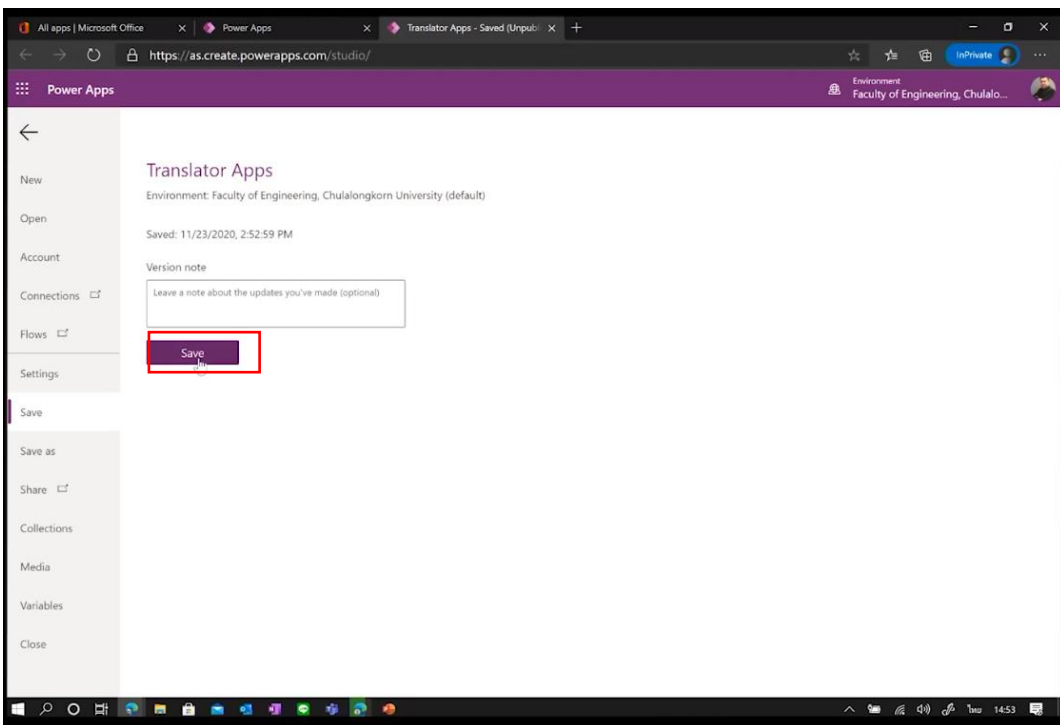 All apps | Microsoft Office
Power Apps
Translator Apps - Saved (Unpubl
https://as.create.powerapps.com/studio/
InPrivate
Power Apps
Environment
Faculty of Engineering, Chulalo...
New
Open
Account
Connections
Flows
Settings
Save
Save as
Share
Collections
Media
Variables
Close
Translator Apps
Environment: Faculty of Engineering, Chulalongkorn University (default)
Saved: 11/23/2020, 2:52:59 PM
Version note
Leave a note about the updates you've made (optional)
Save
ไทย 14:53